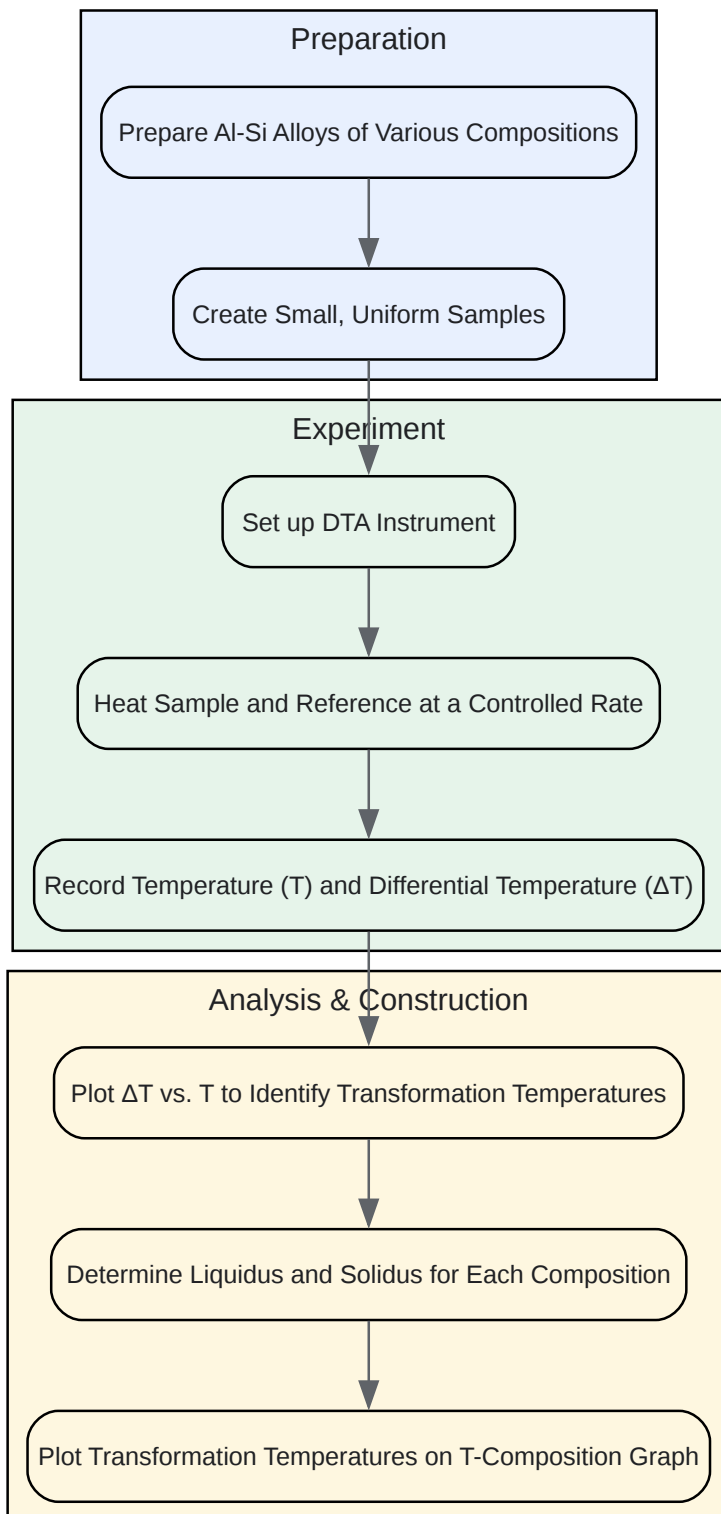 Preparation
Prepare Al-Si Alloys of Various Compositions
Create Small, Uniform Samples
Experiment
Set up DTA Instrument
Heat Sample and Reference at a Controlled Rate
Record Temperature (T) and Differential Temperature (ΔT)
Analysis & Construction
Plot ΔT vs. T to Identify Transformation Temperatures
Determine Liquidus and Solidus for Each Composition
Plot Transformation Temperatures on T-Composition Graph